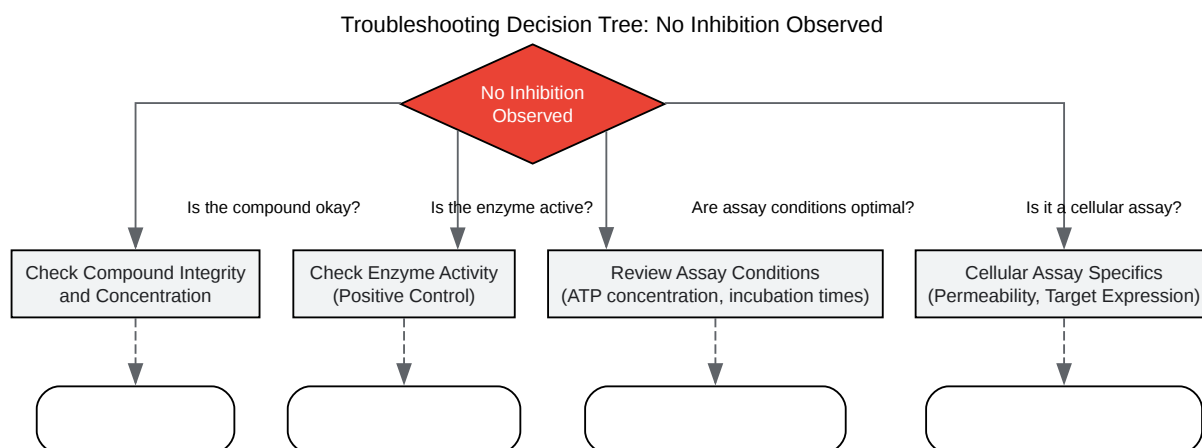 Troubleshooting Decision Tree: No Inhibition Observed
No Inhibition
Observed
Is the compound okay?
Is the enzyme active?
Are assay conditions optimal?
Is it a cellular assay?
Check Compound Integrity
and Concentration
Check Enzyme Activity
(Positive Control)
Review Assay Conditions
(ATP concentration, incubation times)
Cellular Assay Specifics
(Permeability, Target Expression)